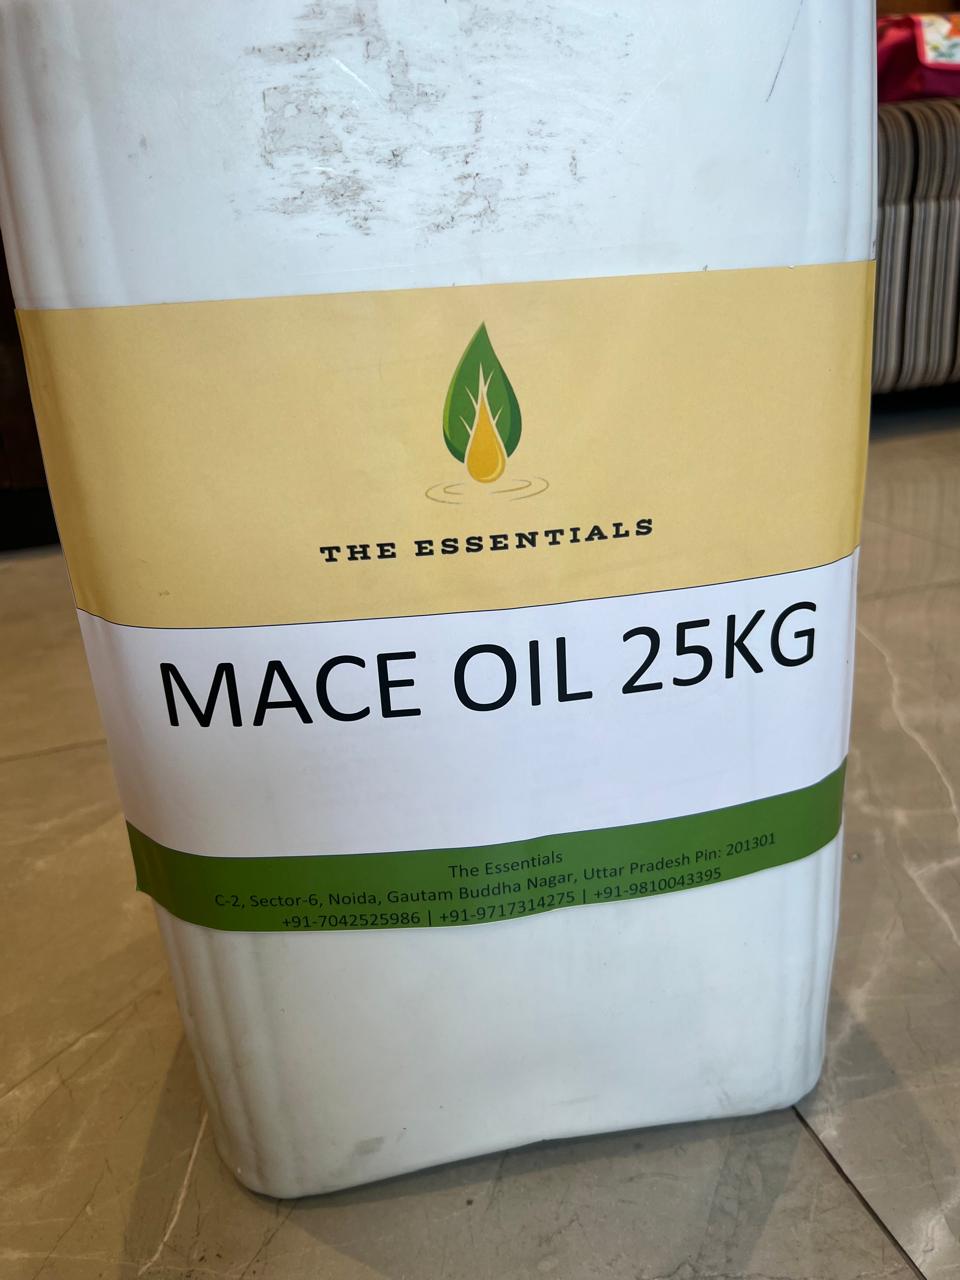 THE ESSENTIALS
MACE OIL 25KG
The Essentials
C-2, Sector-6, Noida, Gautam Buddha Nagar, Uttar Pradesh Pin: 201301
+91-7042525986 | +91-9717314275 | +91-9810043395